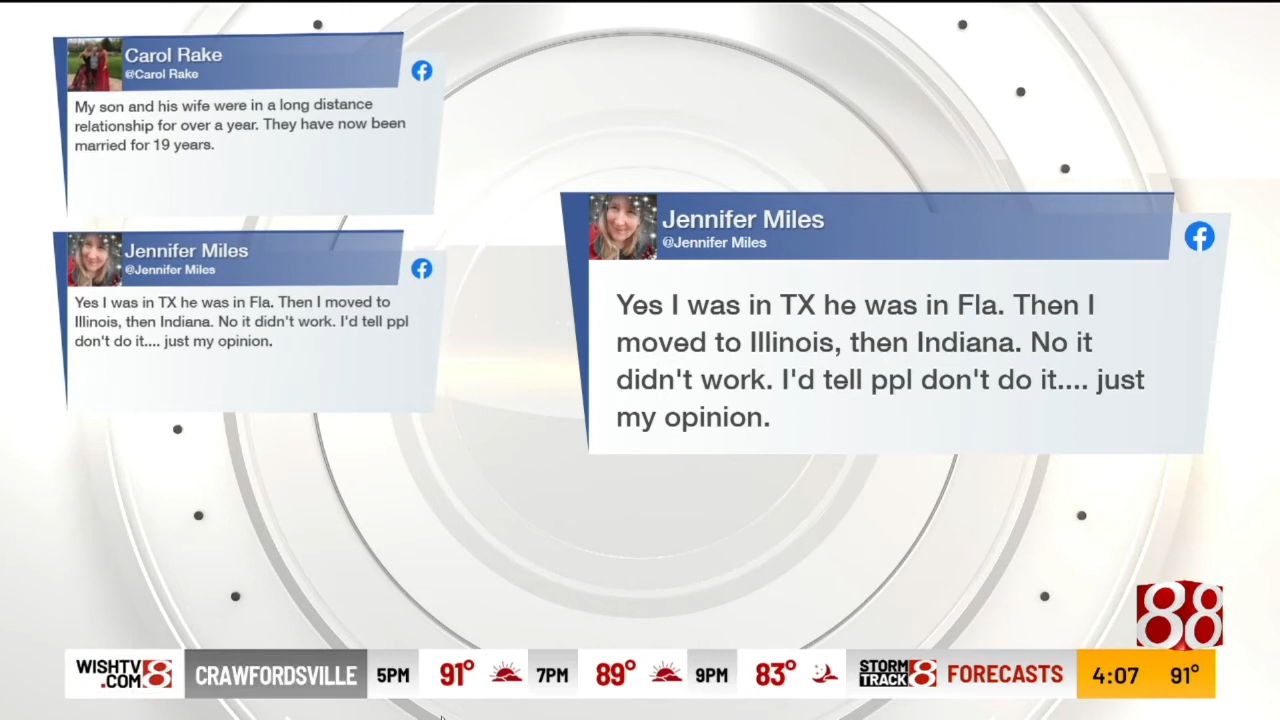 Carol Rake
@Carol Rake
My son and his wife were in a long distance
relationship for over a year. They have now been
married for 19 years.
Jennifer Miles
@Jennifer Miles
Yes I was in TX he was in Fla. Then I moved to
Illinois, then Indiana. No it didn't work. I'd tell ppl
don't do it.... just my opinion.
Jennifer Miles
@Jennifer Miles
Yes I was in TX he was in Fla. Then I
moved to Illinois, then Indiana. No it
didn't work. I'd tell ppl don't do it.... just
my opinion.
88
WISHTV
.COM 8
CRAWFORDSVILLE 5PM 91° 7PM 89° 9PM 83°
STORM
TRACK 8
FORECASTS
4:07 91°